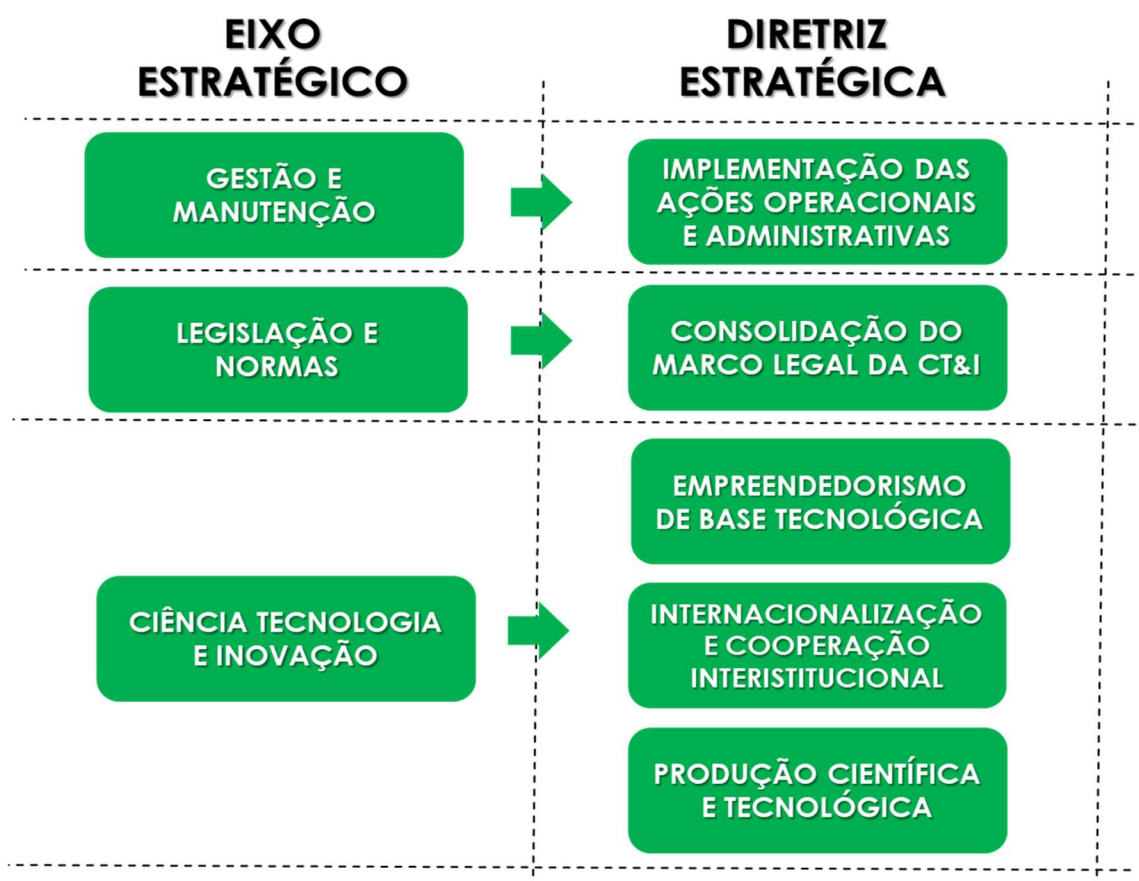 EIXO
ESTRATÉGICO
DIRETRIZ
ESTRATÉGICA
GESTÃO E
MANUTENÇÃO
IMPLEMENTAÇÃO DAS
AÇÕES OPERACIONAIS
E ADMINISTRATIVAS
LEGISLAÇÃO E
NORMAS
CONSOLIDAÇÃO DO
MARCO LEGAL DA CT&I
CIÊNCIA TECNOLOGIA
E INOVAÇÃO
EMPREENDEDORISMO
DE BASE TECNOLÓGICA
INTERNACIONALIZAÇÃO
E COOPERAÇÃO
INTERISTITUCIONAL
PRODUÇÃO CIENTÍFICA
E TECNOLÓGICA